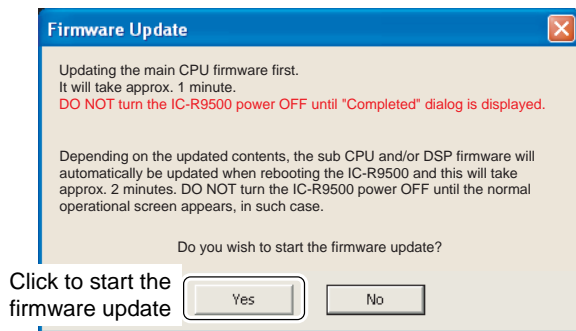 Firmware Update
Updating the main CPU firmware first.
It will take approx. 1 minute.
DO NOT turn the IC-R9500 power OFF until "Completed" dialog is displayed.
Depending on the updated contents, the sub CPU and/or DSP firmware will
automatically be updated when rebooting the IC-R9500 and this will take
approx. 2 minutes. DO NOT turn the IC-R9500 power OFF until the normal
operational screen appears, in such case.
Do you wish to start the firmware update?
Click to start the
firmware update
Yes
No